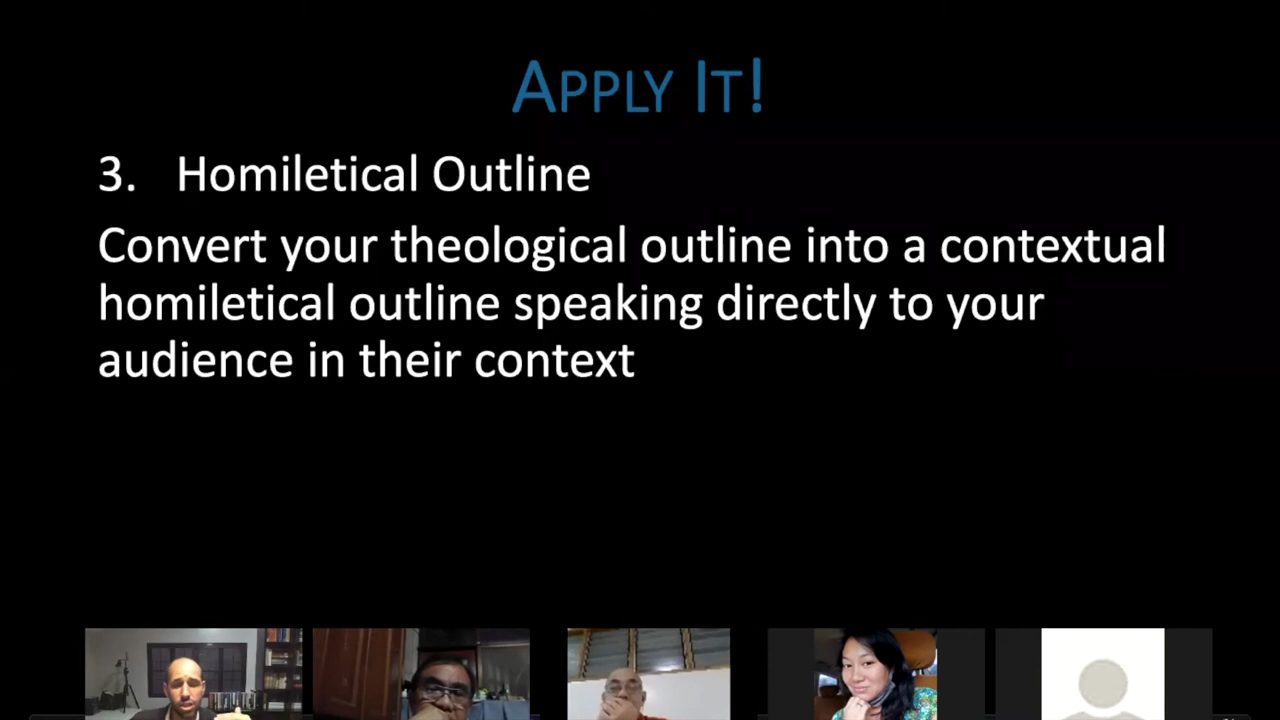 APPLY IT!
3. Homiletical Outline
Convert your theological outline into a contextual
homiletical outline speaking directly to your
audience in their context